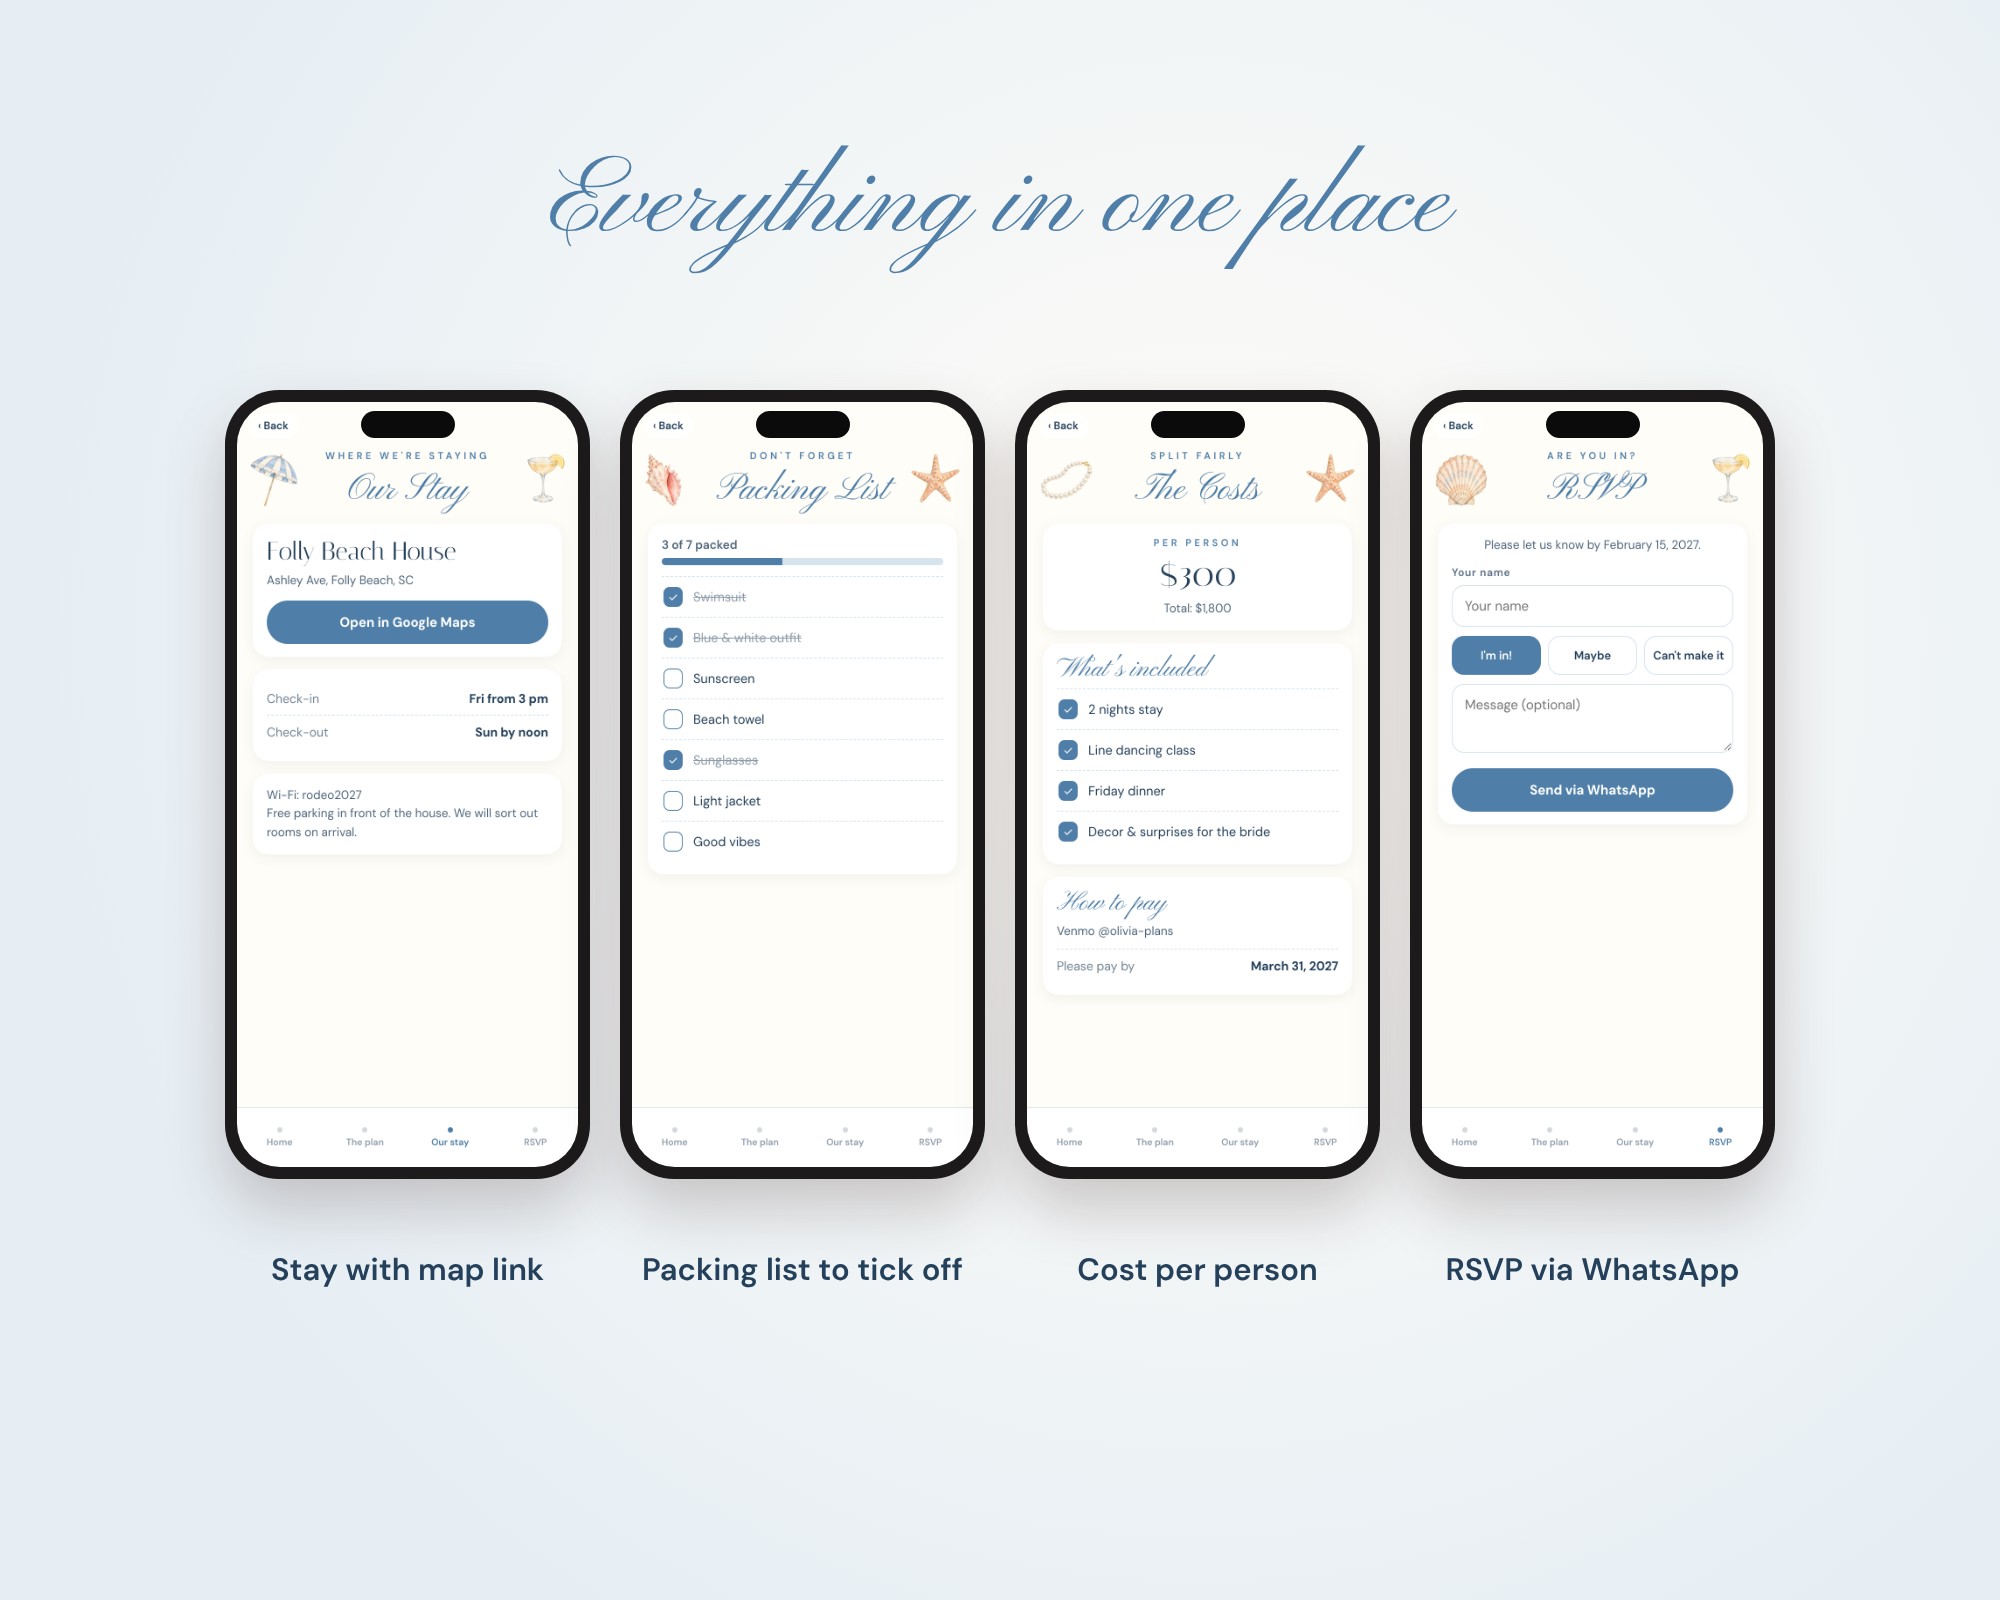 Everything in one place
‹ Back
WHERE WE'RE STAYING
Our Stay
Folly Beach House
Ashley Ave, Folly Beach, SC
Open in Google Maps
Check-in Fri from 3 pm
Check-out Sun by noon
Wi-Fi: rodeo2027
Free parking in front of the house. We will sort out
rooms on arrival.
Home The plan Our stay RSVP
Stay with map link
‹ Back
DON'T FORGET
Packing List
3 of 7 packed
Swimsuit
Blue & white outfit
Sunscreen
Beach towel
Sunglasses
Light jacket
Good vibes
Home The plan Our stay RSVP
Packing list to tick off
‹ Back
SPLIT FAIRLY
The Costs
PER PERSON
$300
Total: $1,800
What's included
2 nights stay
Line dancing class
Friday dinner
Decor & surprises for the bride
How to pay
Venmo @olivia-plans
Please pay by March 31, 2027
Home The plan Our stay RSVP
Cost per person
‹ Back
ARE YOU IN?
RSVP
Please let us know by February 15, 2027.
Your name
Your name
I'm in! Maybe Can't make it
Message (optional)
Send via WhatsApp
Home The plan Our stay RSVP
RSVP via WhatsApp